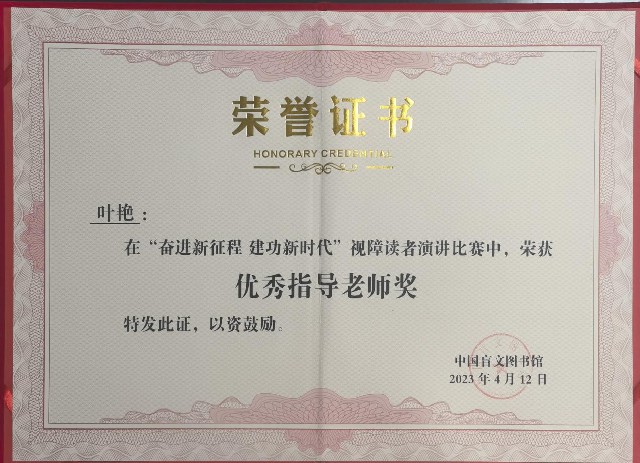 荣誉证书
HONORARY CREDENTIAL
叶艳：
在“奋进新征程 建功新时代”视障读者演讲比赛中，荣获
优秀指导老师奖
特发此证，以资鼓励。
中国盲文图书馆
2023年4月12日